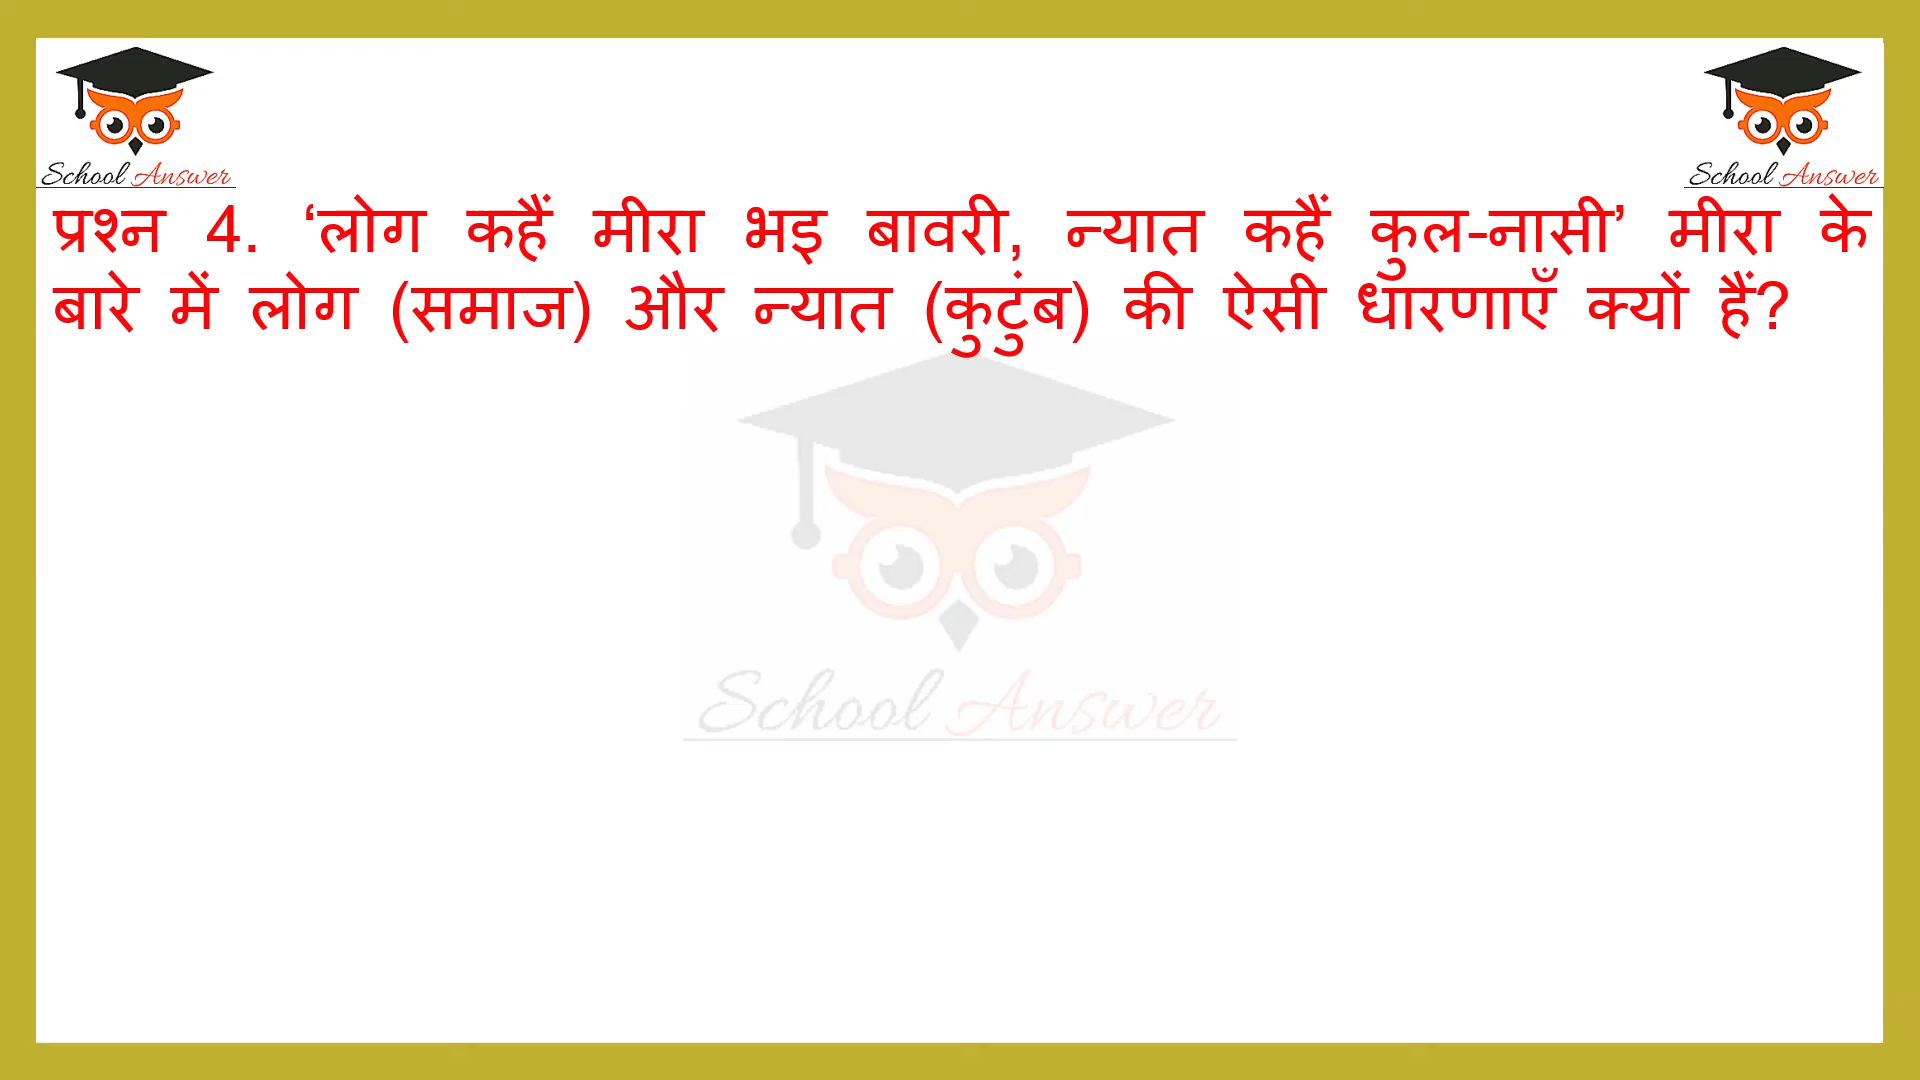 School Answer School Answer
प्रश्न 4. ‘लोग कहैं मीरा भइ बावरी, न्यात कहैं कुल-नासी’ मीरा के
बारे में लोग (समाज) और न्यात (कुटुंब) की ऐसी धारणाएँ क्यों हैं?
School Answer